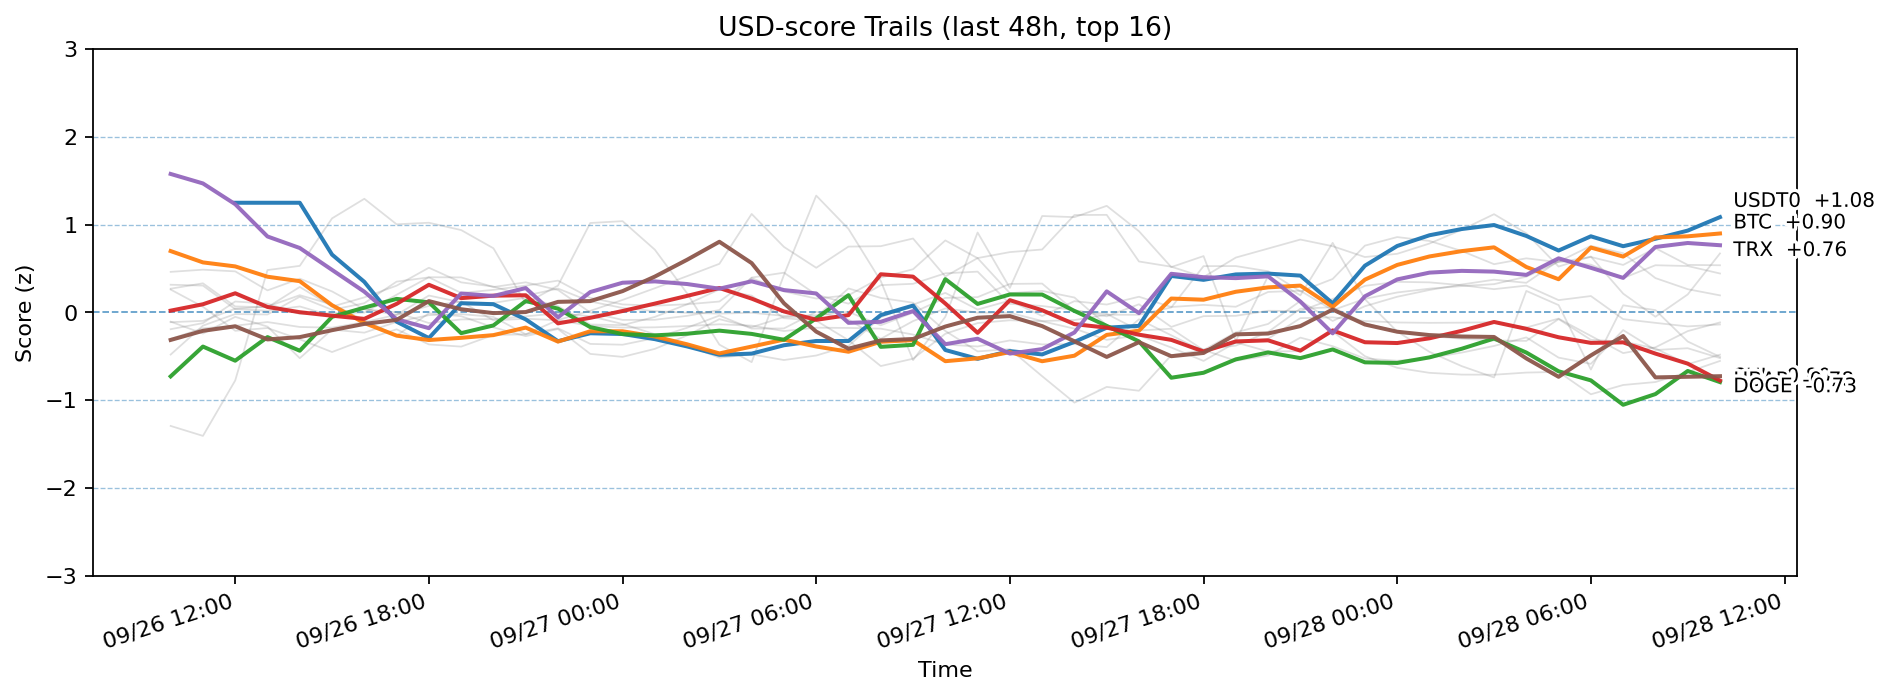 USD-score Trails (last 48h, top 16)
Score (z)
3
2
1
0
−1
−2
−3
USDT0 +1.08
BTC +0.90
TRX +0.76
DOGE -0.73
09/26 12:00
09/26 18:00
09/27 00:00
09/27 06:00
09/27 12:00
09/27 18:00
09/28 00:00
09/28 06:00
09/28 12:00
Time